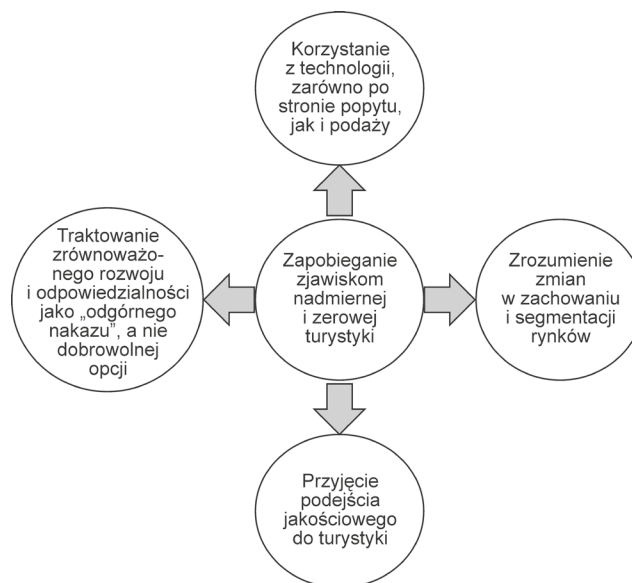 Korzystanie
z technologii,
zarówno po
stronie popytu,
jak i podaży
Traktowanie
zrównoważo-
nego rozwoju
i odpowiedzialności
jako „odgórnego
nakazu”, a nie
dobrowolnej
opcji
Zapobieganie
zjawiskom
nadmiernej
i zerowej
turystyki
Zrozumienie
zmian
w zachowaniu
i segmentacji
rynków
Przyjęcie
podejścia
jakościowego
do turystyki